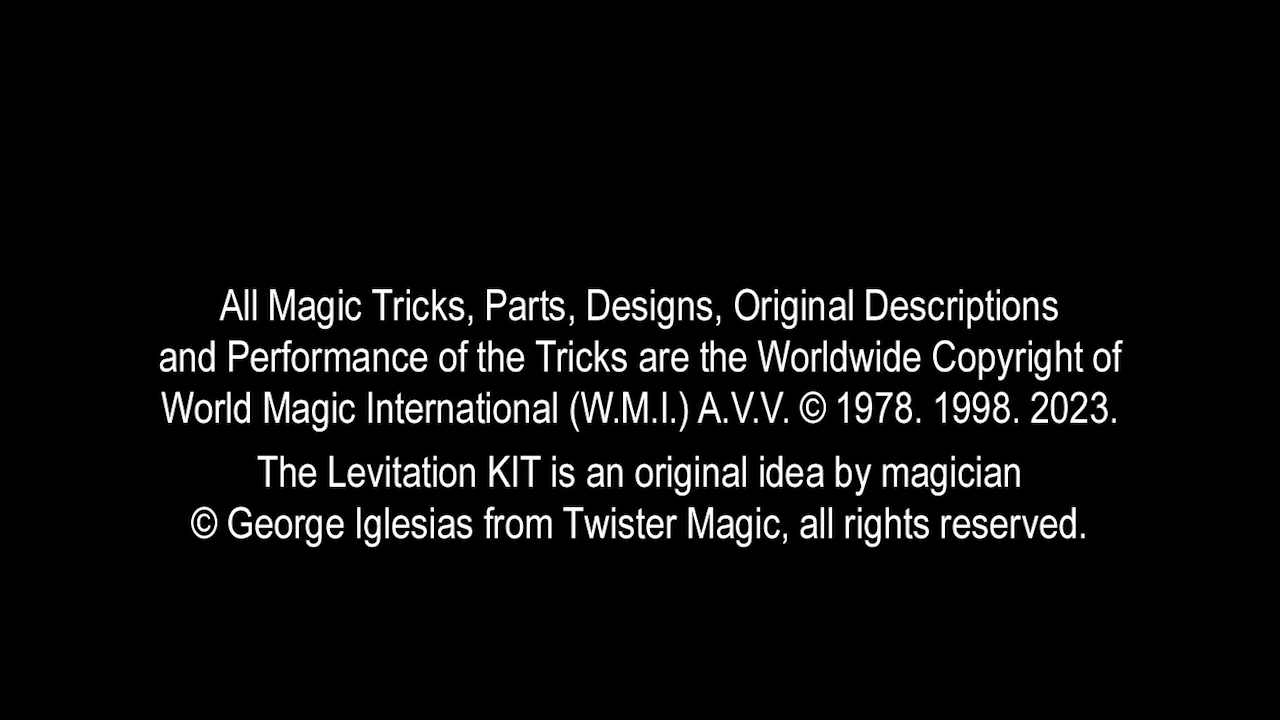 All Magic Tricks, Parts, Designs, Original Descriptions
and Performance of the Tricks are the Worldwide Copyright of
World Magic International (W.M.I.) A.V.V. © 1978. 1998. 2023.
The Levitation KIT is an original idea by magician
© George Iglesias from Twister Magic, all rights reserved.